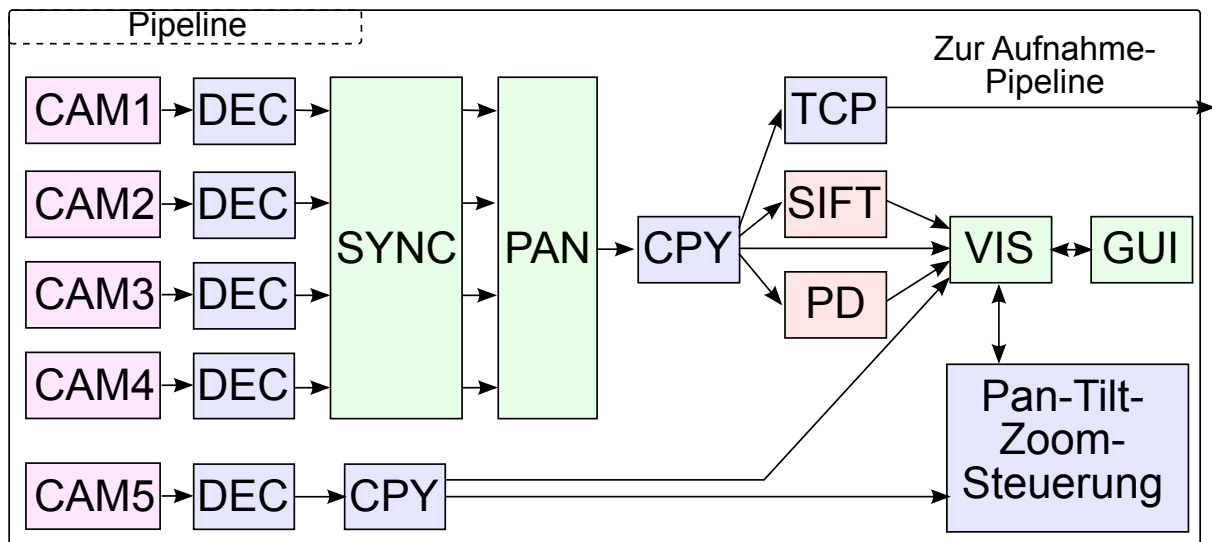 Pipeline
Zur Aufnahme-
Pipeline
CAM1
DEC
TCP
CAM2
DEC
SIFT
SYNC
PAN
CPY
VIS
GUI
CAM3
DEC
PD
CAM4
DEC
Pan-Tilt-
Zoom-
Steuerung
CAM5
DEC
CPY